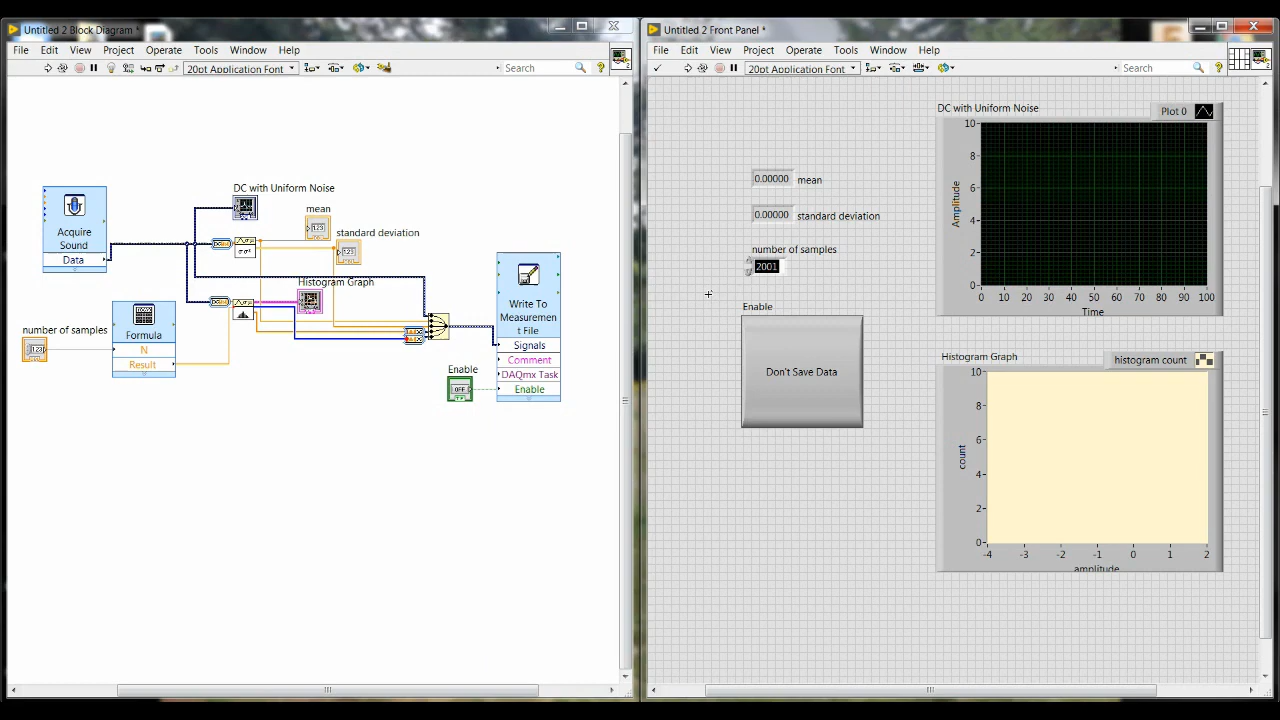 Untitled 2 Block Diagram *
File Edit View Project Operate Tools Window Help
20pt Application Font Search
DC with Uniform Noise
mean
standard deviation
Acquire
Sound
Data
Histogram Graph
Formula
N
Result
number of samples
Write To
Measuremen
t File
Signals
Comment
DAQmx Task
Enable
Enable
OFF
Untitled 2 Front Panel *
File Edit View Project Operate Tools Window Help
20pt Application Font Search
DC with Uniform Noise
Plot 0
10
8
6
4
2
0
Amplitude
0 10 20 30 40 50 60 70 80 90 100
Time
0.00000 mean
0.00000 standard deviation
number of samples
2001
Enable
Don't Save Data
Histogram Graph
histogram count
10
8
6
4
2
0
count
-4 -3 -2 -1 0 1 2
amplitude